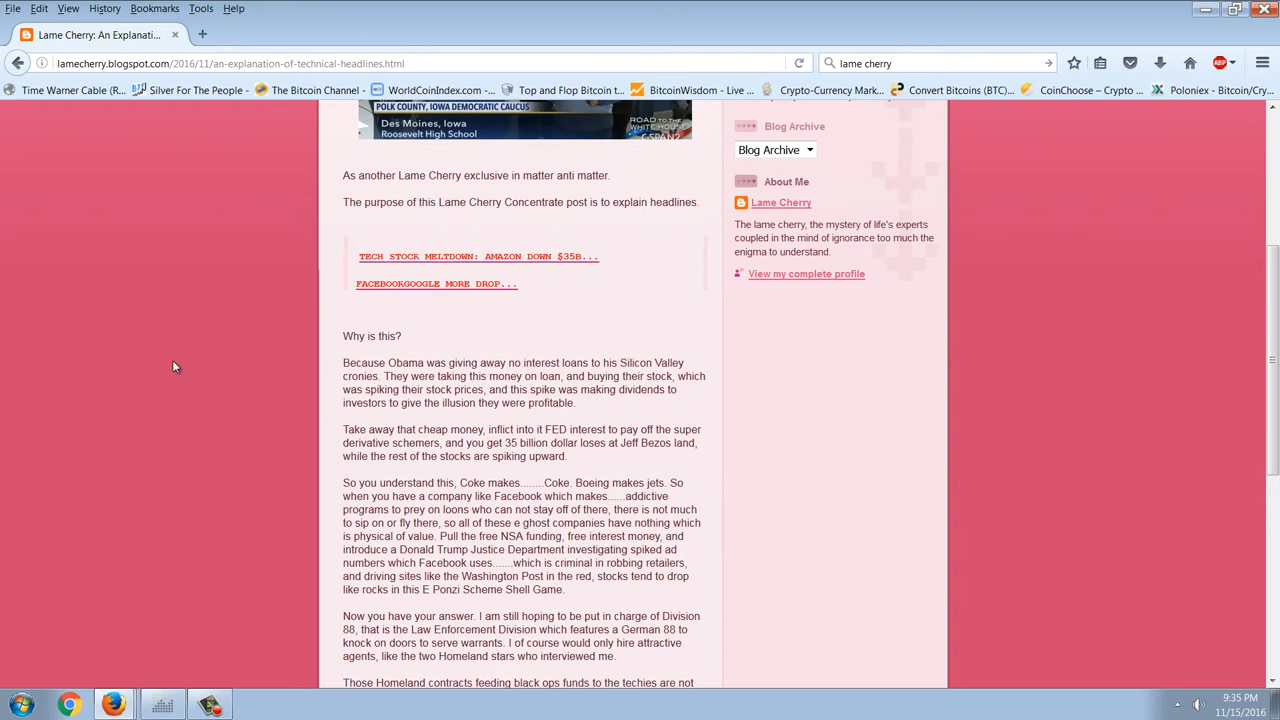 File Edit View History Bookmarks Tools Help
Lame Cherry: An Explanati...
lamecherry.blogspot.com/2016/11/an-explanation-of-technical-headlines.html
lame cherry
ABP
Time Warner Cable (R... Silver For The People - The Bitcoin Channel WorldCoinIndex.com... Top and Flop Bitcoin t... BitcoinWisdom - Live ... Crypto-Currency Mark... Convert Bitcoins (BTC)... CoinChoose – Crypto ... Poloniex - Bitcoin/Cry...
POLK COUNTY, IOWA DEMOCRATIC CAUCUS
Des Moines, Iowa
Roosevelt High School
ROAD TO THE
WHITE HOUSE
C-SPAN2
As another Lame Cherry exclusive in matter anti matter.
The purpose of this Lame Cherry Concentrate post is to explain headlines.
TECH STOCK MELTDOWN: AMAZON DOWN $35B...
FACEBOOKGOOGLE MORE DROP...
Why is this?
Because Obama was giving away no interest loans to his Silicon Valley
cronies. They were taking this money on loan, and buying their stock, which
was spiking their stock prices, and this spike was making dividends to
investors to give the illusion they were profitable.
Take away that cheap money, inflict into it FED interest to pay off the super
derivative schemers, and you get 35 billion dollar loses at Jeff Bezos land,
while the rest of the stocks are spiking upward.
So you understand this, Coke makes........Coke. Boeing makes jets. So
when you have a company like Facebook which makes......addictive
programs to prey on loons who can not stay off of there, there is not much
to sip on or fly there, so all of these e ghost companies have nothing which
is physical of value. Pull the free NSA funding, free interest money, and
introduce a Donald Trump Justice Department investigating spiked ad
numbers which Facebook uses.......which is criminal in robbing retailers,
and driving sites like the Washington Post in the red, stocks tend to drop
like rocks in this E Ponzi Scheme Shell Game.
Now you have your answer. I am still hoping to be put in charge of Division
88, that is the Law Enforcement Division which features a German 88 to
knock on doors to serve warrants. I of course would only hire attractive
agents, like the two Homeland stars who interviewed me.
Those Homeland contracts feeding black ops funds to the techies are not
Blog Archive
Blog Archive
About Me
Lame Cherry
The lame cherry, the mystery of life's experts
coupled in the mind of ignorance too much the
enigma to understand.
View my complete profile
9:35 PM
11/15/2016